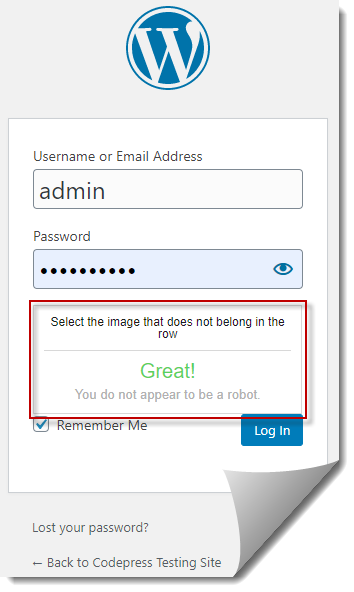 Username or Email Address
admin
Password
••••••••••
Select the image that does not belong in the
row
Great!
You do not appear to be a robot.
Remember Me
Log In
Lost your password?
← Back to Codepress Testing Site